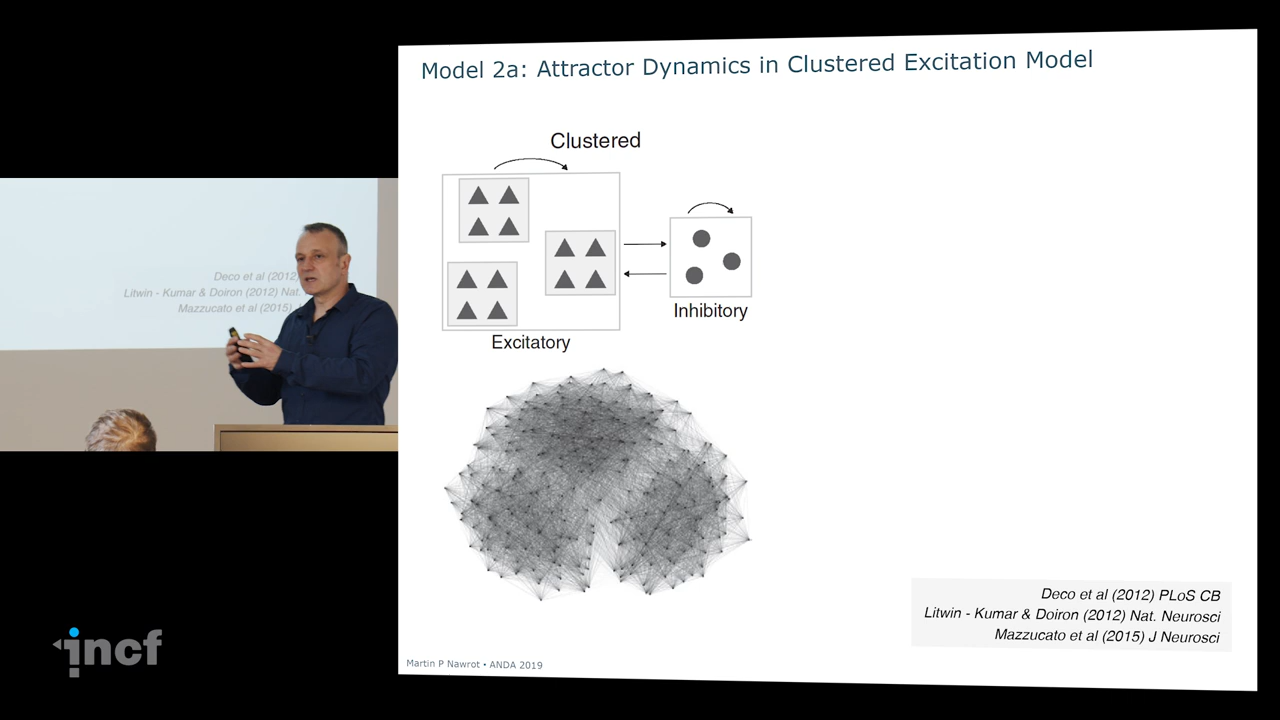 Model 2a: Attractor Dynamics in Clustered Excitation Model
Clustered
Inhibitory
Excitatory
Deco et al (2012) PLoS CB
Litwin - Kumar & Doiron (2012) Nat. Neurosci
Mazzucato et al (2015) J Neurosci
Martin P Nawrot • ANDA 2019
Deco et al (2012)
Litwin - Kumar & Doiron (2012) Nat.
Mazzucato et al (2015)
incf